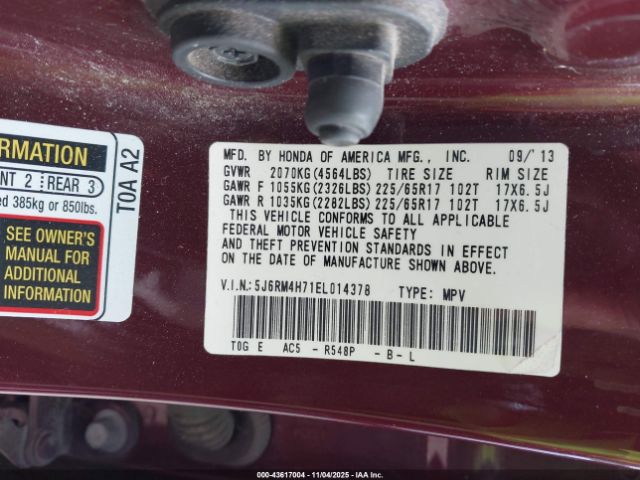 RMATION
NT 2 REAR 3
ed 385kg or 850lbs.
SEE OWNER'S
MANUAL FOR
ADDITIONAL
INFORMATION
T0A A2
MFD. BY HONDA OF AMERICA MFG., INC. 09/'13
GVWR 2070KG(4564LBS) TIRE SIZE RIM SIZE
GAWR F 1055KG(2326LBS) 225/65R17 102T 17X6.5J
GAWR R 1035KG(2282LBS) 225/65R17 102T 17X6.5J
THIS VEHICLE CONFORMS TO ALL APPLICABLE
FEDERAL MOTOR VEHICLE SAFETY
AND THEFT PREVENTION STANDARDS IN EFFECT
ON THE DATE OF MANUFACTURE SHOWN ABOVE.
V.I.N.:5J6RM4H71EL014378 TYPE: MPV
T0G E AC5 - R548P - B - L
000-43617004 - 11/04/2025 - IAAI Inc.